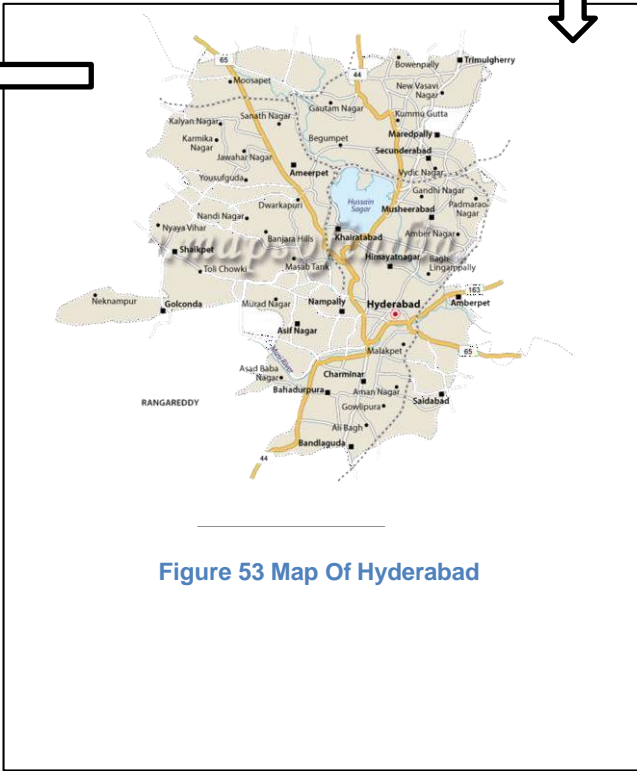 65
44
Bowenpally
Trimulgherry
Moosapet
New Vasavi
Nagar
Gautam Nagar
Kalyan Nagar
Sanath Nagar
Kummu Gutta
Karmika
Nagar
Begumpet
Maredpally
Jawahar Nagar
Secunderabad
Ameerpet
Vydic Nagar
Yousufguda
Gandhi Nagar
Dwarkapuri
Hussain
Sagar
Musheerabad
Padmarao
Nagar
Nandi Nagar
Nyaya Vihar
Banjara Hills
Khairatabad
Amber Nagar
mapsofindia
Shaikpet
Himayatnagar
Bagh
Lingampally
Toli Chowki
Masab Tank
163
Neknampur
Golconda
Murad Nagar
Nampally
Hyderabad
Amberpet
Asif Nagar
Musi River
Malakpet
65
Asad Baba
Nagar
Charminar
Bahadurpura
Aman Nagar
Saidabad
RANGAREDDY
Gowlipura
Ali Bagh
Bandlaguda
44
Figure 53 Map Of Hyderabad